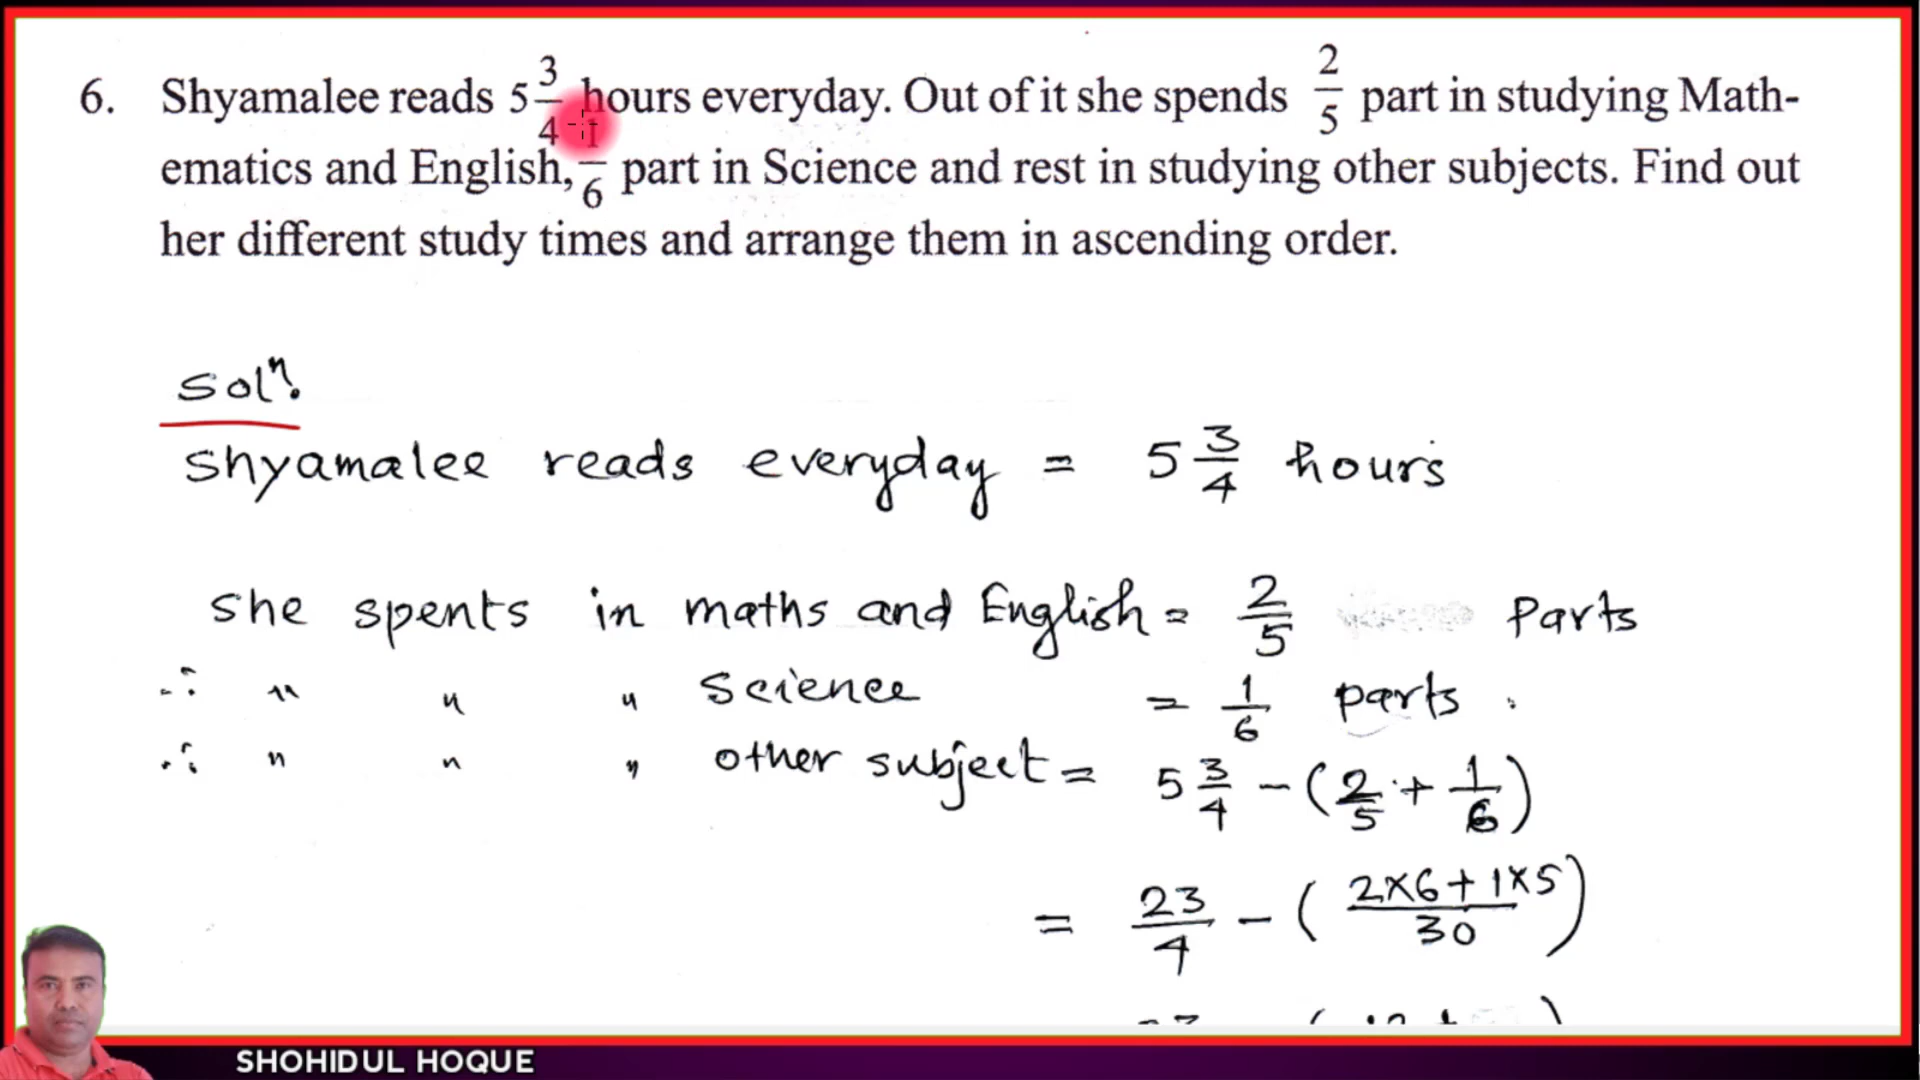 6. Shyamalee reads 5 3/4 hours everyday. Out of it she spends 2/5 part in studying Math-
ematics and English, 1/6 part in Science and rest in studying other subjects. Find out
her different study times and arrange them in ascending order.
Solⁿ.
Shyamalee reads everyday = 5 3/4 hours
She spents in maths and English = 2/5 Parts
∴ " " " Science = 1/6 parts.
∴ " " " other subject = 5 3/4 - (2/5 + 1/6)
= 23/4 - (2×6+1×5/30)
SHOHIDUL HOQUE